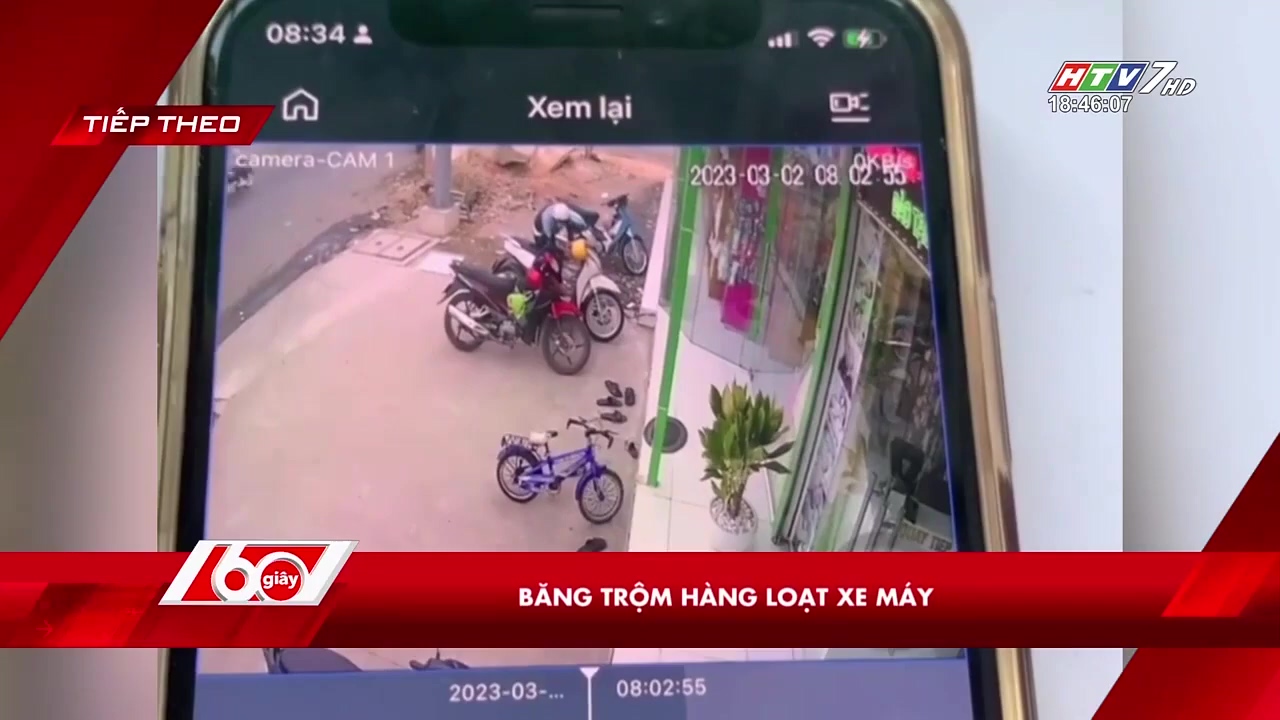 08:34
HTV7 HD
18:46:07
TIẾP THEO
Xem lại
camera-CAM 1
0KB/s
2023-03-02 08 02 55
60 giây
BĂNG TRỘM HÀNG LOẠT XE MÁY
2023-03-... 08:02:55